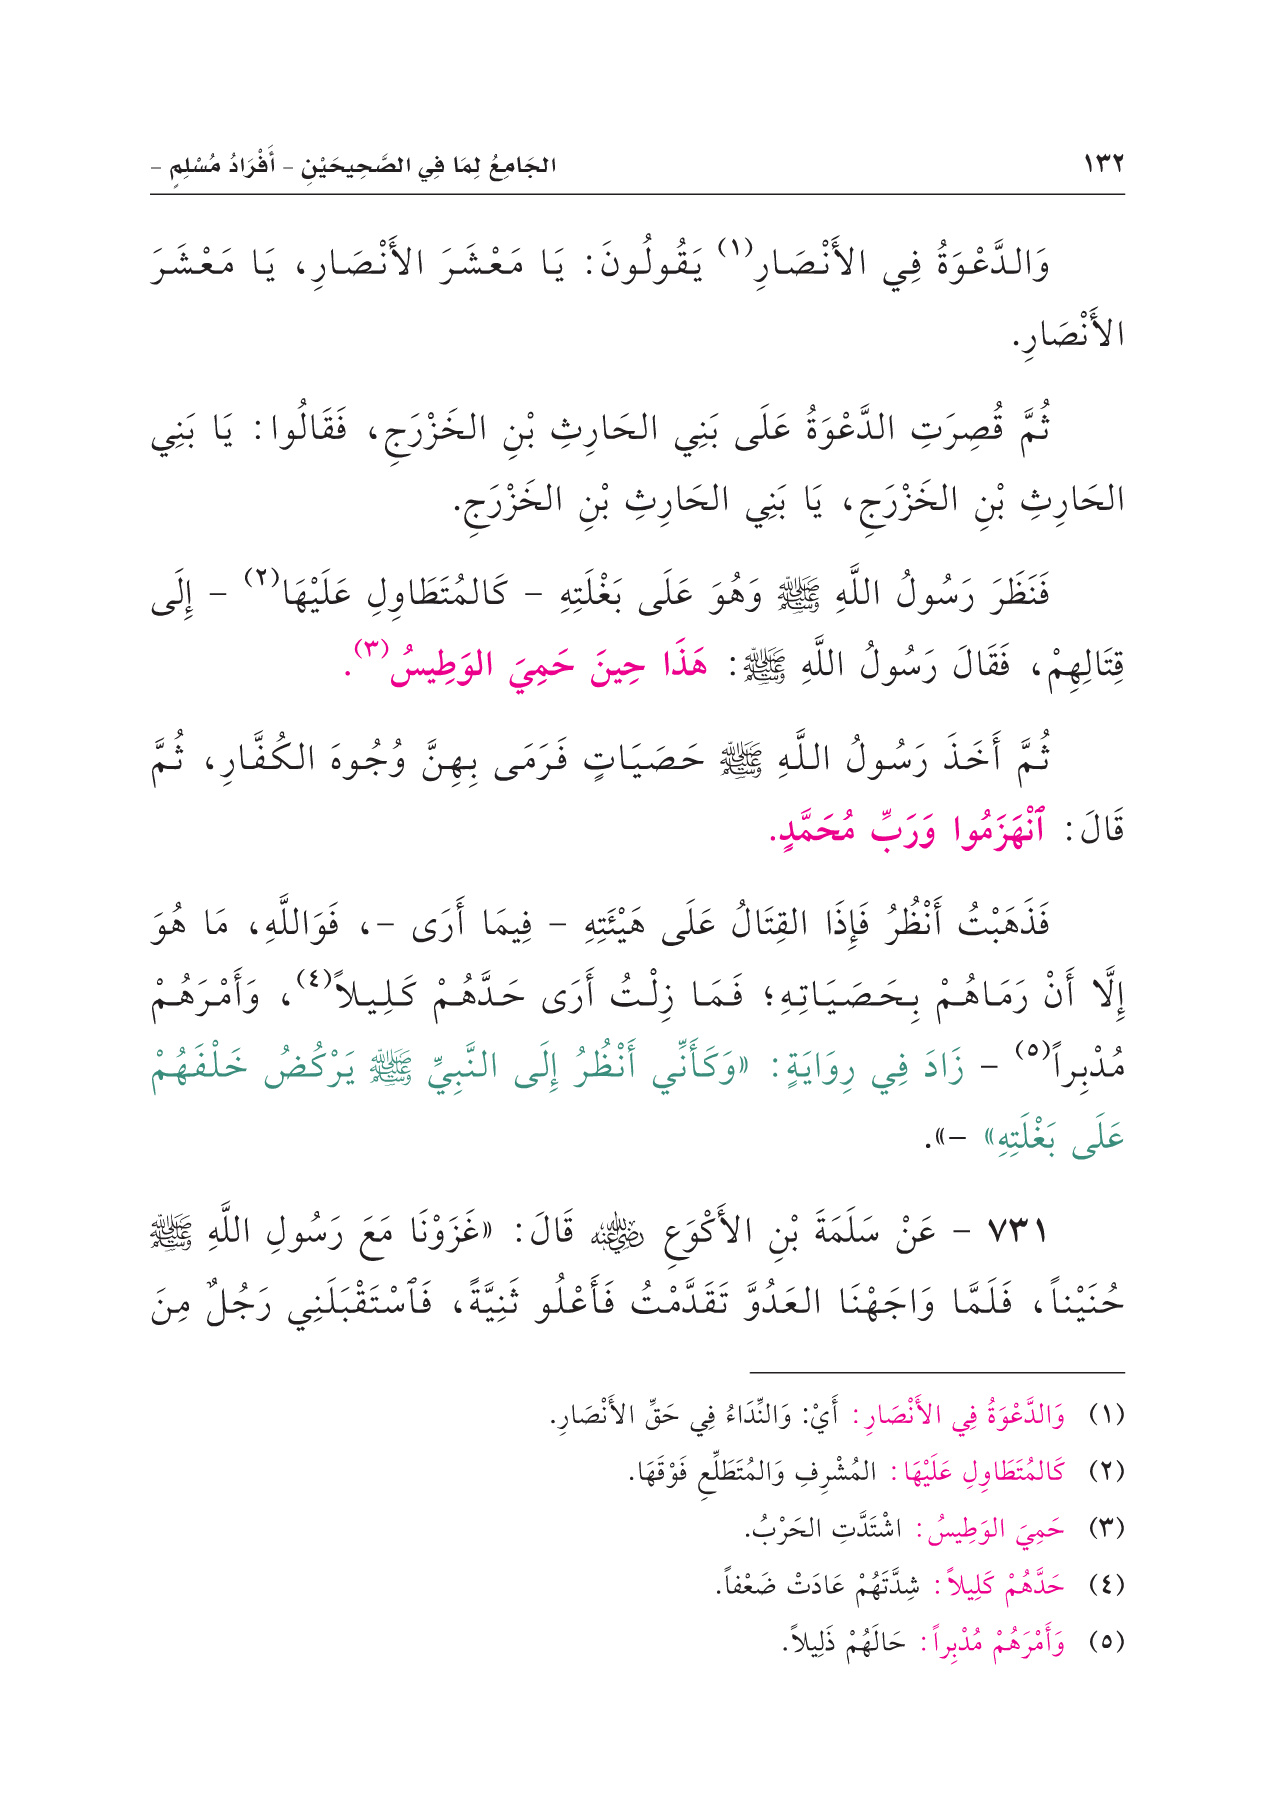 ١٣٢ الجَامِعُ لِمَا فِي الصَّحِيحَيْنِ – أَفْرَادُ مُسْلِمٍ –
وَالدَّعْوَةُ فِي الأَنْصَارِ(١) يَقُولُونَ: يَا مَعْشَرَ الأَنْصَارِ، يَا مَعْشَرَ
الأَنْصَارِ.
ثُمَّ قُصِرَتِ الدَّعْوَةُ عَلَى بَنِي الحَارِثِ بْنِ الخَزْرَجِ، فَقَالُوا: يَا بَنِي
الحَارِثِ بْنِ الخَزْرَجِ، يَا بَنِي الحَارِثِ بْنِ الخَزْرَجِ.
فَنَظَرَ رَسُولُ اللَّهِ ﷺ وَهُوَ عَلَى بَغْلَتِهِ – كَالمُتَطَاوِلِ عَلَيْهَا(٢) – إِلَى
قِتَالِهِمْ، فَقَالَ رَسُولُ اللَّهِ ﷺ: هَذَا حِينَ حَمِيَ الوَطِيسُ(٣).
ثُمَّ أَخَذَ رَسُولُ اللَّهِ ﷺ حَصَيَاتٍ فَرَمَى بِهِنَّ وُجُوهَ الكُفَّارِ، ثُمَّ
قَالَ: ٱنْهَزَمُوا وَرَبِّ مُحَمَّدٍ.
فَذَهَبْتُ أَنْظُرُ فَإِذَا القِتَالُ عَلَى هَيْئَتِهِ – فِيمَا أَرَى –، فَوَاللَّهِ، مَا هُوَ
إِلَّا أَنْ رَمَاهُمْ بِحَصَيَاتِهِ؛ فَمَا زِلْتُ أَرَى حَدَّهُمْ كَلِيلاً(٤)، وَأَمْرَهُمْ
مُدْبِراً(٥) – زَادَ فِي رِوَايَةٍ: «وَكَأَنِّي أَنْظُرُ إِلَى النَّبِيِّ ﷺ يَرْكُضُ خَلْفَهُمْ
عَلَى بَغْلَتِهِ» –».
٧٣١ – عَنْ سَلَمَةَ بْنِ الأَكْوَعِ رضي الله عنه قَالَ: «غَزَوْنَا مَعَ رَسُولِ اللَّهِ ﷺ
حُنَيْناً، فَلَمَّا وَاجَهْنَا العَدُوَّ تَقَدَّمْتُ فَأَعْلُو ثَنِيَّةً، فَٱسْتَقْبَلَنِي رَجُلٌ مِنَ
(١) وَالدَّعْوَةُ فِي الأَنْصَارِ: أَيْ: وَالنِّدَاءُ فِي حَقِّ الأَنْصَارِ.
(٢) كَالمُتَطَاوِلِ عَلَيْهَا: المُشْرِفِ وَالمُتَطَلِّعِ فَوْقَهَا.
(٣) حَمِيَ الوَطِيسُ: اشْتَدَّتِ الحَرْبُ.
(٤) حَدَّهُمْ كَلِيلاً: شِدَّتَهُمْ عَادَتْ ضَعْفاً.
(٥) وَأَمْرَهُمْ مُدْبِراً: حَالَهُمْ ذَلِيلاً.